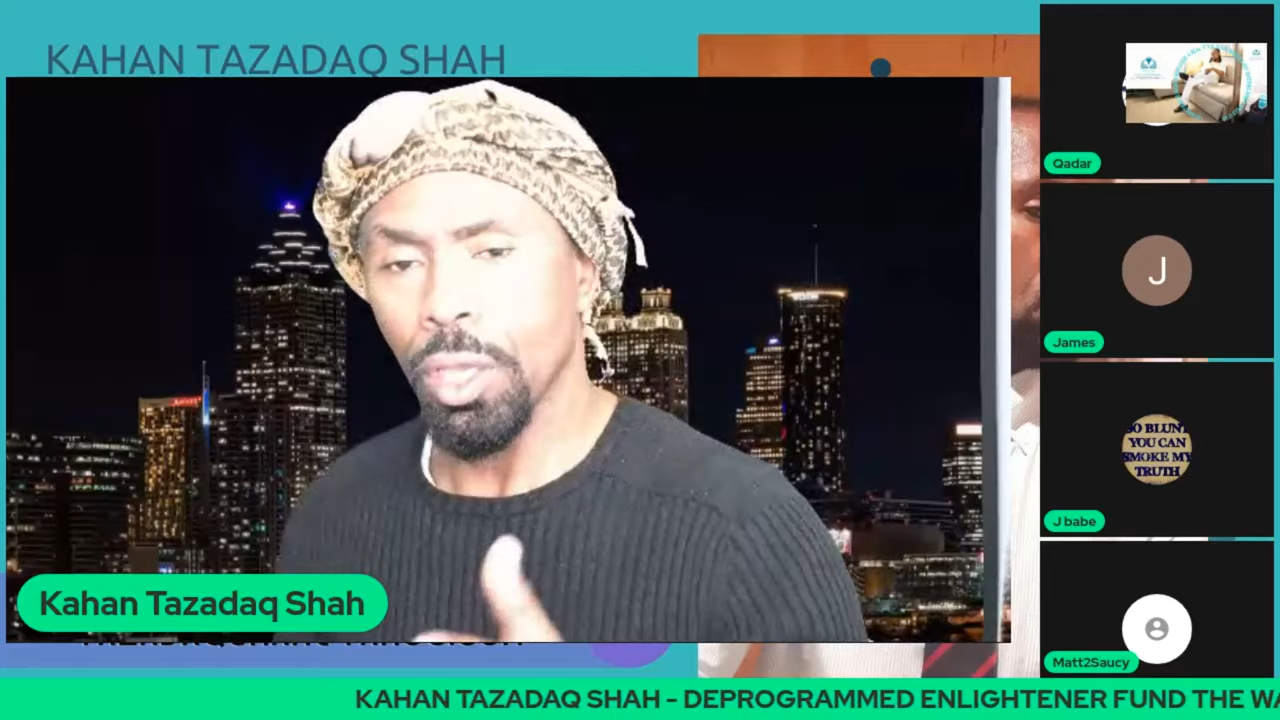 KAHAN TAZADAQ SHAH
Qadar
J
James
SO BLUNT
YOU CAN
SMOKE MY
TRUTH
J babe
Kahan Tazadaq Shah
Matt2Saucy
KAHAN TAZADAQ SHAH - DEPROGRAMMED ENLIGHTENER FUND THE WA